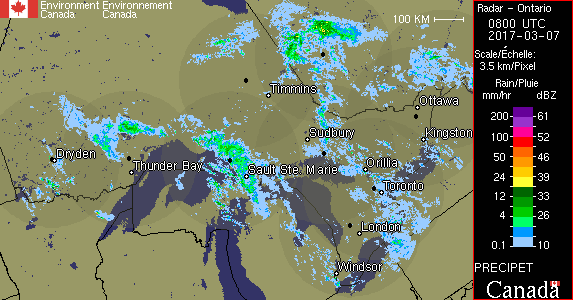 Environment Environnement
Canada Canada
100 KM
Timmins
Ottawa
Sudbury
Kingston
Dryden
Thunder Bay
Sault Ste. Marie
Orillia
Toronto
London
Windsor
Radar - Ontario
0800 UTC
2017-03-07
Scale/Échelle:
3.5 km/Pixel
Rain/Pluie
mm/hr dBZ
200 61
100 52
50 46
24 39
12 33
4 26
0.1 10
PRECIPET
Canada